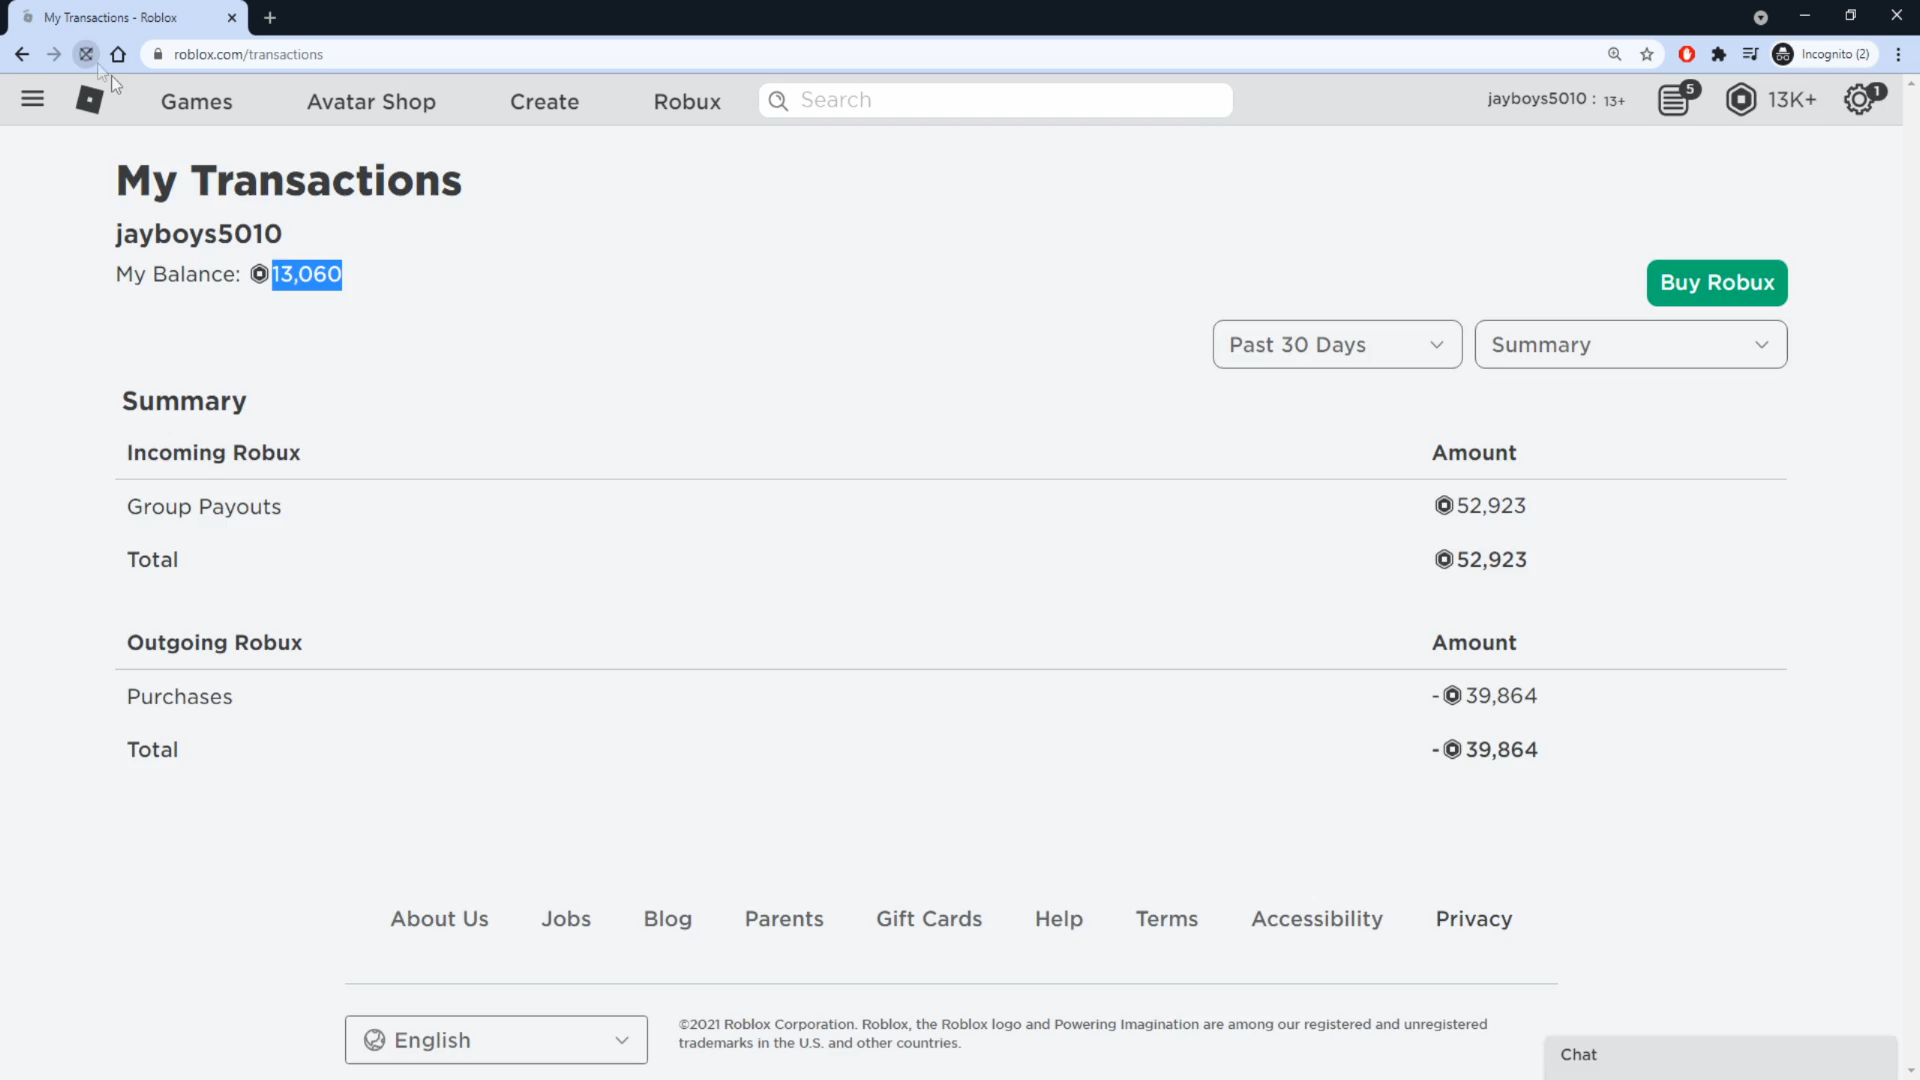 My Transactions - Roblox
roblox.com/transactions
Incognito (2)
Games
Avatar Shop
Create
Robux
Search
jayboys5010 : 13+
5
13K+
1
My Transactions
jayboys5010
My Balance: 13,060
Buy Robux
Past 30 Days
Summary
Summary
Incoming Robux Amount
Group Payouts 52,923
Total 52,923
Outgoing Robux Amount
Purchases -39,864
Total -39,864
About Us Jobs Blog Parents Gift Cards Help Terms Accessibility Privacy
English
©2021 Roblox Corporation. Roblox, the Roblox logo and Powering Imagination are among our registered and unregistered
trademarks in the U.S. and other countries.
Chat